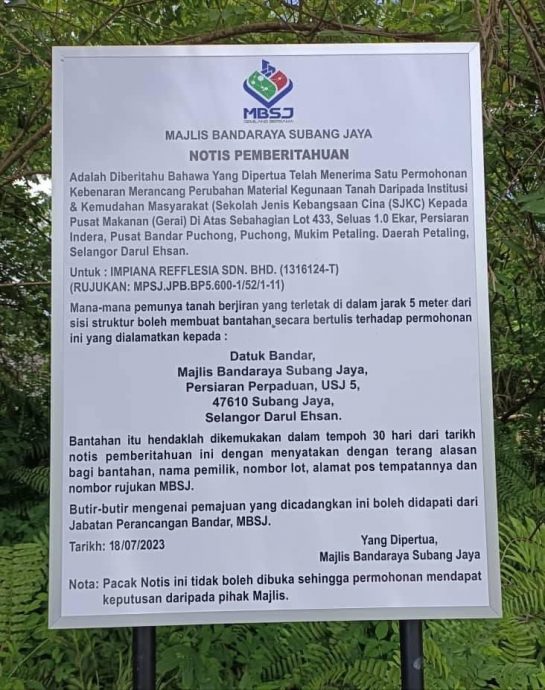 MBSJ
GEMILANG BERSAMA
MAJLIS BANDARAYA SUBANG JAYA
NOTIS PEMBERITAHUAN
Adalah Diberitahu Bahawa Yang Dipertua Telah Menerima Satu Permohonan
Kebenaran Merancang Perubahan Material Kegunaan Tanah Daripada Institusi
& Kemudahan Masyarakat (Sekolah Jenis Kebangsaan Cina (SJKC) Kepada
Pusat Makanan (Gerai) Di Atas Sebahagian Lot 433, Seluas 1.0 Ekar, Persiaran
Indera, Pusat Bandar Puchong, Puchong, Mukim Petaling. Daerah Petaling,
Selangor Darul Ehsan.
Untuk : IMPIANA REFFLESIA SDN. BHD. (1316124-T)
(RUJUKAN: MPSJ.JPB.BP5.600-1/52/1-11)
Mana-mana pemunya tanah berjiran yang terletak di dalam jarak 5 meter dari
sisi struktur boleh membuat bantahan secara bertulis terhadap permohonan
ini yang dialamatkan kepada :
Datuk Bandar,
Majlis Bandaraya Subang Jaya,
Persiaran Perpaduan, USJ 5,
47610 Subang Jaya,
Selangor Darul Ehsan.
Bantahan itu hendaklah dikemukakan dalam tempoh 30 hari dari tarikh
notis pemberitahuan ini dengan menyatakan dengan terang alasan
bagi bantahan, nama pemilik, nombor lot, alamat pos tempatannya dan
nombor rujukan MBSJ.
Butir-butir mengenai pemajuan yang dicadangkan ini boleh didapati dari
Jabatan Perancangan Bandar, MBSJ.
Tarikh: 18/07/2023
Yang Dipertua,
Majlis Bandaraya Subang Jaya
Nota: Pacak Notis ini tidak boleh dibuka sehingga permohonan mendapat
keputusan daripada pihak Majlis.